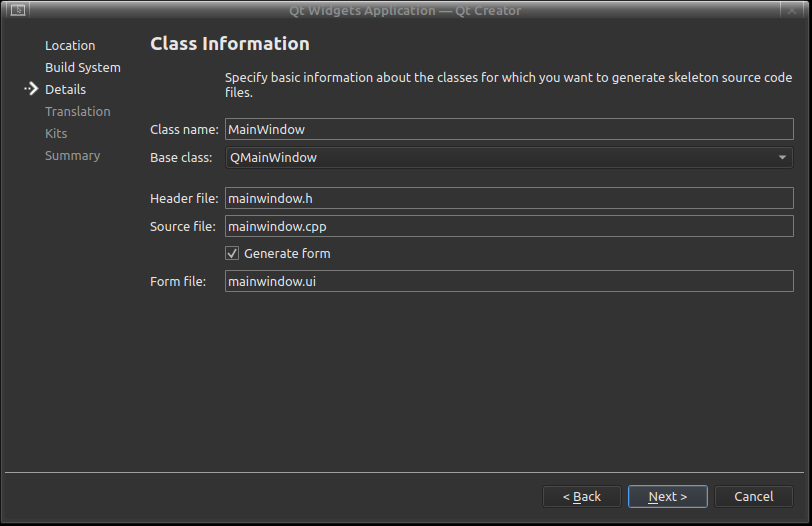 Qt Widgets Application — Qt Creator
Location
Build System
Details
Translation
Kits
Summary
Class Information
Specify basic information about the classes for which you want to generate skeleton source code
files.
Class name: MainWindow
Base class: QMainWindow
Header file: mainwindow.h
Source file: mainwindow.cpp
Generate form
Form file: mainwindow.ui
< Back Next > Cancel